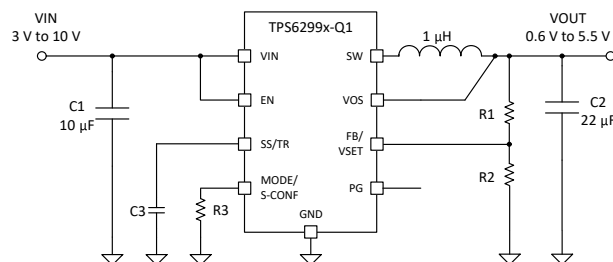 VIN
3 V to 10 V
TPS6299x-Q1
1 µH
VOUT
0.6 V to 5.5 V
VIN
SW
C1
10 µF
EN
VOS
R1
C2
22 µF
SS/TR
FB/
VSET
C3
R3
MODE/
S-CONF
PG
R2
GND